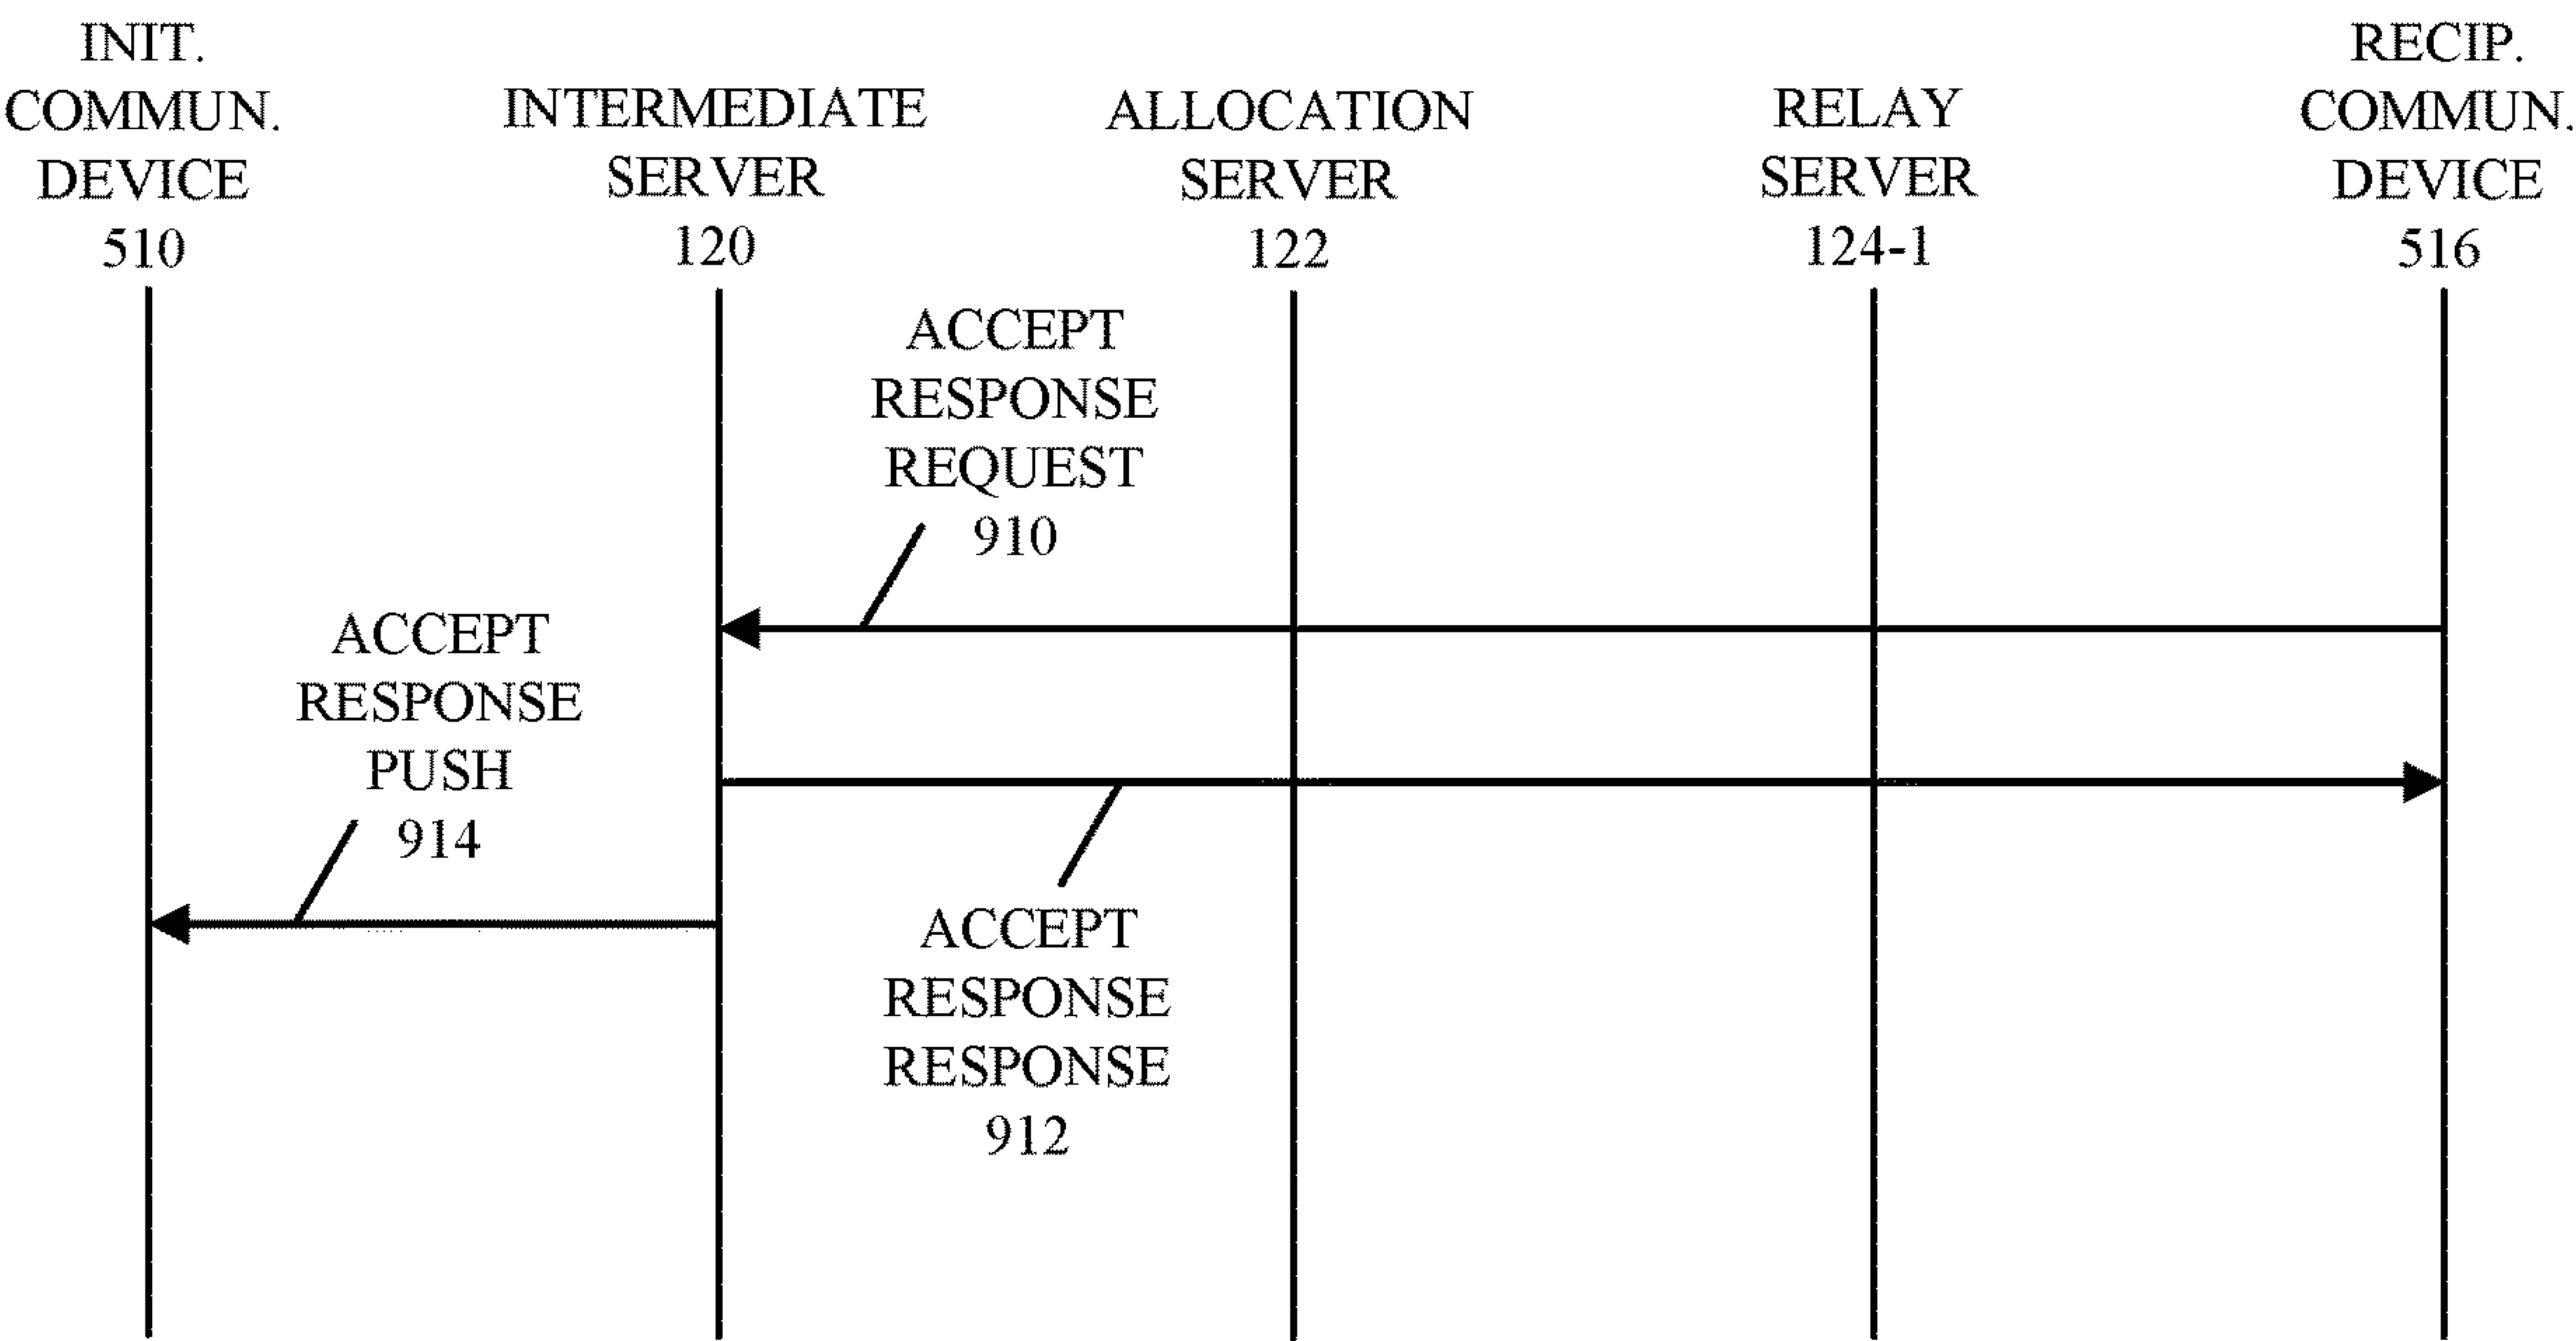 INIT.
COMMUN.
DEVICE
510
INTERMEDIATE
SERVER
120
ALLOCATION
SERVER
122
RELAY
SERVER
124-1
RECIP.
COMMUN.
DEVICE
516
ACCEPT
RESPONSE
REQUEST
910
ACCEPT
RESPONSE
PUSH
914
ACCEPT
RESPONSE
RESPONSE
912